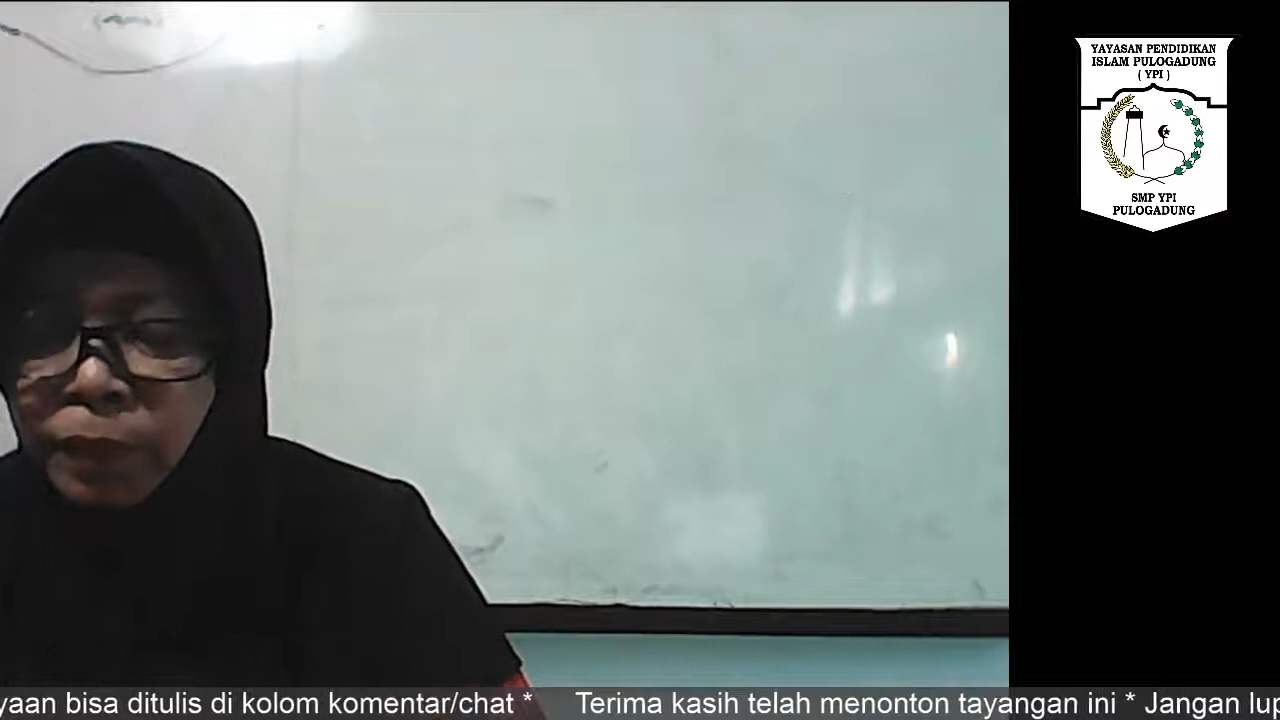 YAYASAN PENDIDIKAN
ISLAM PULOGADUNG
( YPI )
SMP YPI
PULOGADUNG
yaan bisa ditulis di kolom komentar/chat * Terima kasih telah menonton tayangan ini * Jangan lup